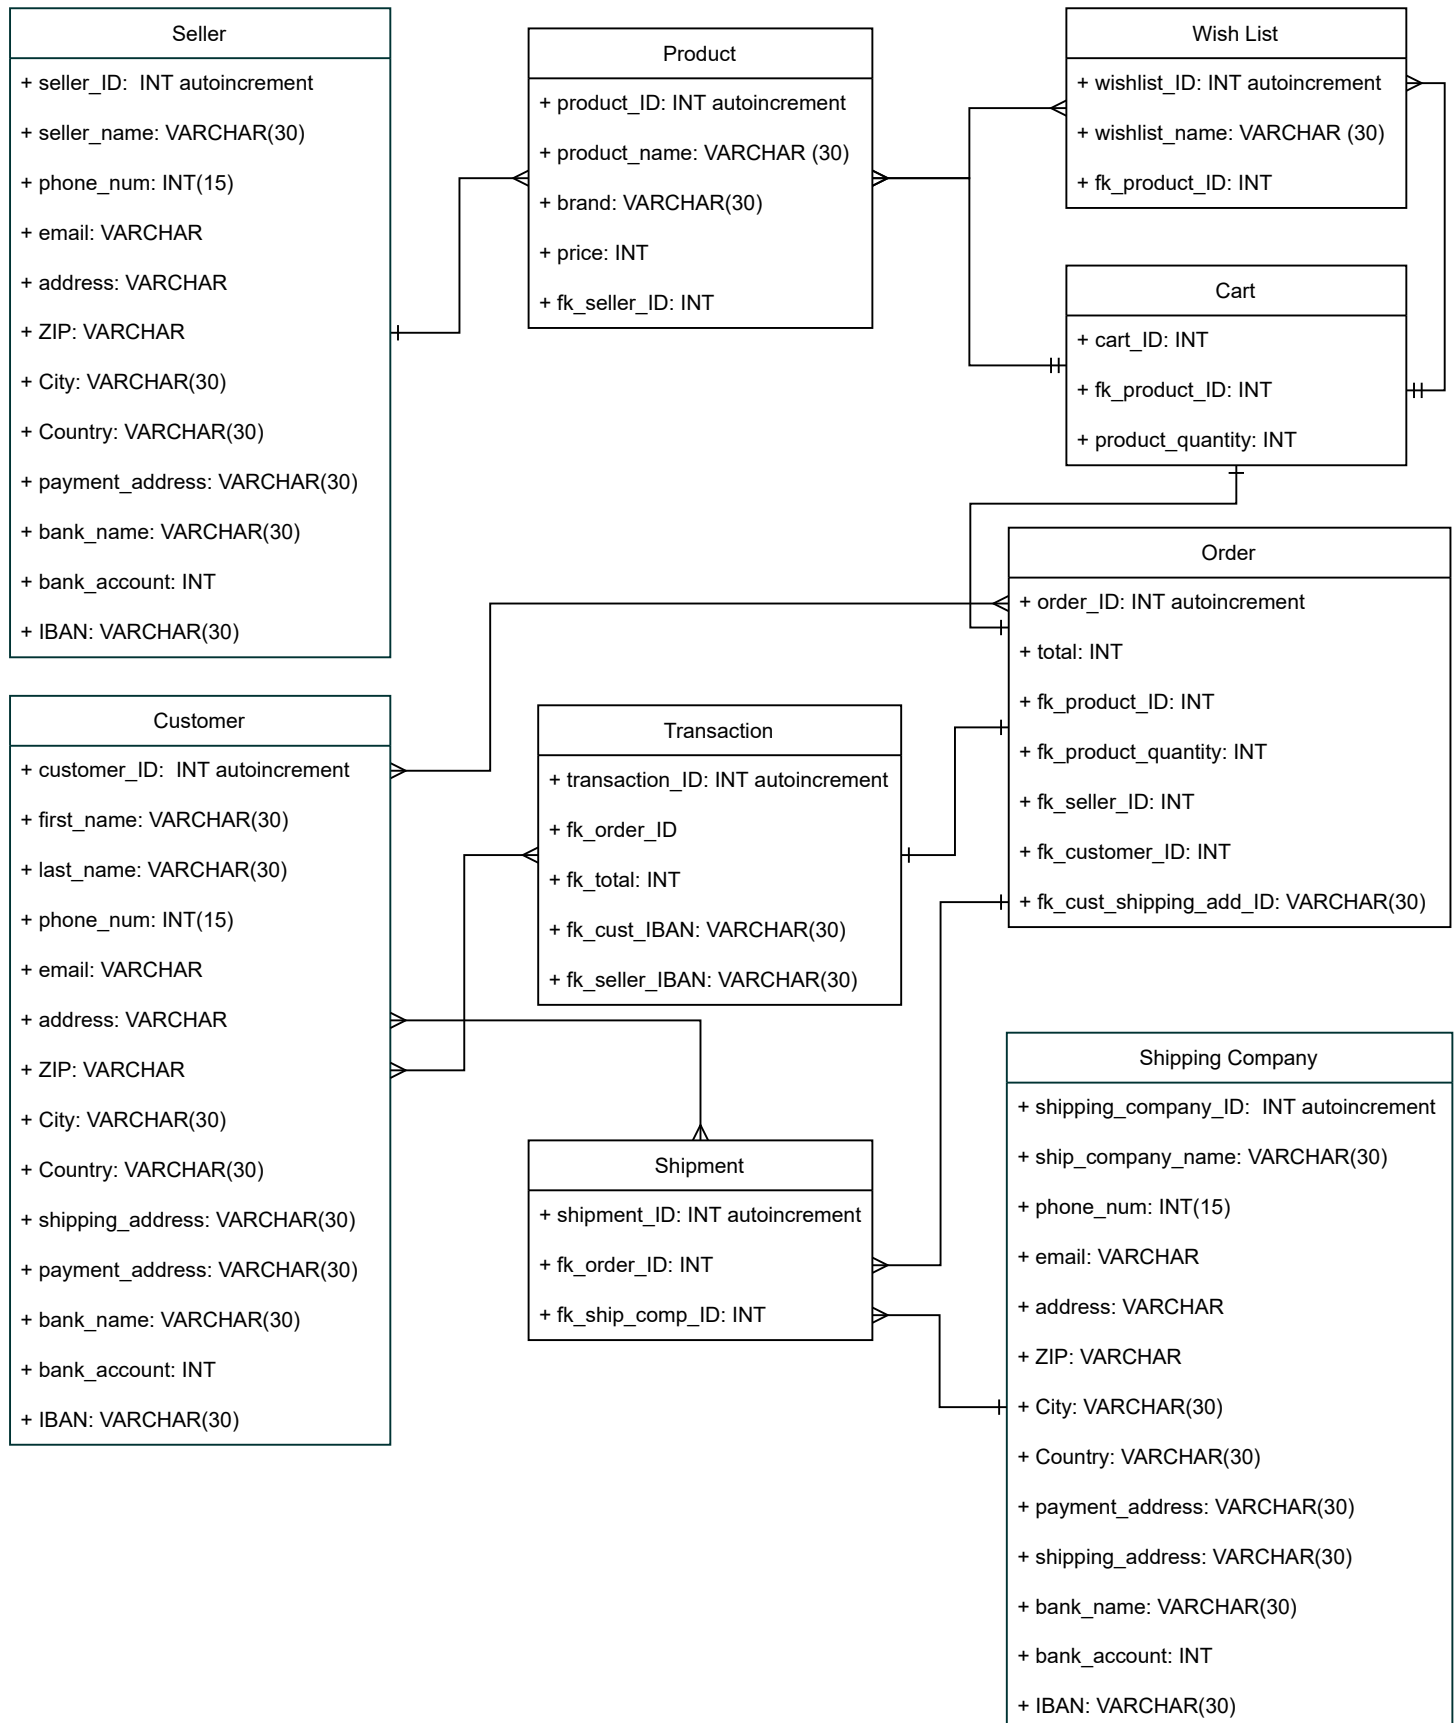 Seller
+ seller_ID:  INT autoincrement
+ seller_name: VARCHAR(30)
+ phone_num: INT(15)
+ email: VARCHAR
+ address: VARCHAR
+ ZIP: VARCHAR
+ City: VARCHAR(30)
+ Country: VARCHAR(30)
+ payment_address: VARCHAR(30)
+ bank_name: VARCHAR(30)
+ bank_account: INT
+ IBAN: VARCHAR(30)
Product
+ product_ID: INT autoincrement
+ product_name: VARCHAR (30)
+ brand: VARCHAR(30)
+ price: INT
+ fk_seller_ID: INT
Wish List
+ wishlist_ID: INT autoincrement
+ wishlist_name: VARCHAR (30)
+ fk_product_ID: INT
Cart
+ cart_ID: INT
+ fk_product_ID: INT
+ product_quantity: INT
Order
+ order_ID: INT autoincrement
+ total: INT
+ fk_product_ID: INT
+ fk_product_quantity: INT
+ fk_seller_ID: INT
+ fk_customer_ID: INT
+ fk_cust_shipping_add_ID: VARCHAR(30)
Customer
+ customer_ID:  INT autoincrement
+ first_name: VARCHAR(30)
+ last_name: VARCHAR(30)
+ phone_num: INT(15)
+ email: VARCHAR
+ address: VARCHAR
+ ZIP: VARCHAR
+ City: VARCHAR(30)
+ Country: VARCHAR(30)
+ shipping_address: VARCHAR(30)
+ payment_address: VARCHAR(30)
+ bank_name: VARCHAR(30)
+ bank_account: INT
+ IBAN: VARCHAR(30)
Transaction
+ transaction_ID: INT autoincrement
+ fk_order_ID
+ fk_total: INT
+ fk_cust_IBAN: VARCHAR(30)
+ fk_seller_IBAN: VARCHAR(30)
Shipment
+ shipment_ID: INT autoincrement
+ fk_order_ID: INT
+ fk_ship_comp_ID: INT
Shipping Company
+ shipping_company_ID:  INT autoincrement
+ ship_company_name: VARCHAR(30)
+ phone_num: INT(15)
+ email: VARCHAR
+ address: VARCHAR
+ ZIP: VARCHAR
+ City: VARCHAR(30)
+ Country: VARCHAR(30)
+ payment_address: VARCHAR(30)
+ shipping_address: VARCHAR(30)
+ bank_name: VARCHAR(30)
+ bank_account: INT
+ IBAN: VARCHAR(30)